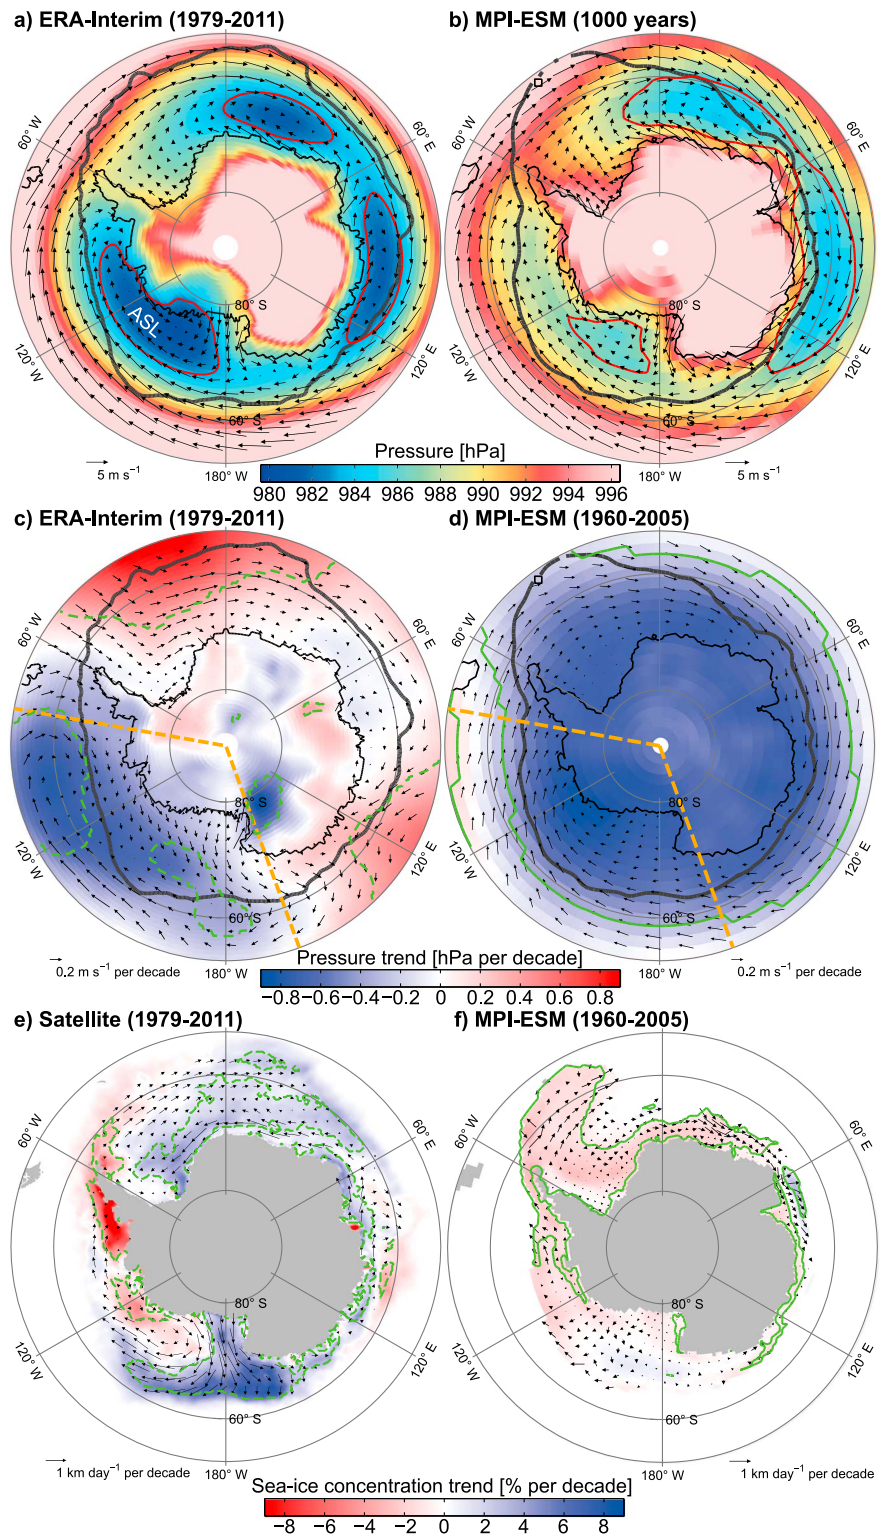 a) ERA-Interim (1979-2011)
b) MPI-ESM (1000 years)
60° W
60° E
60° W
60° E
80° S
80° S
ASL
120° W
120° E
120° W
120° E
60° S
60° S
5 m s⁻¹
180° W
Pressure [hPa]
180° W
5 m s⁻¹
980 982 984 986 988 990 992 994 996
c) ERA-Interim (1979-2011)
d) MPI-ESM (1960-2005)
60° W
60° E
60° W
60° E
80° S
80° S
120° W
120° E
120° W
120° E
60° S
60° S
0.2 m s⁻¹ per decade
180° W
Pressure trend [hPa per decade]
180° W
0.2 m s⁻¹ per decade
−0.8 −0.6 −0.4 −0.2 0 0.2 0.4 0.6 0.8
e) Satellite (1979-2011)
f) MPI-ESM (1960-2005)
60° W
60° E
60° W
60° E
80° S
80° S
120° W
120° E
120° W
120° E
60° S
60° S
1 km day⁻¹ per decade
180° W
180° W
1 km day⁻¹ per decade
Sea-ice concentration trend [% per decade]
−8 −6 −4 −2 0 2 4 6 8